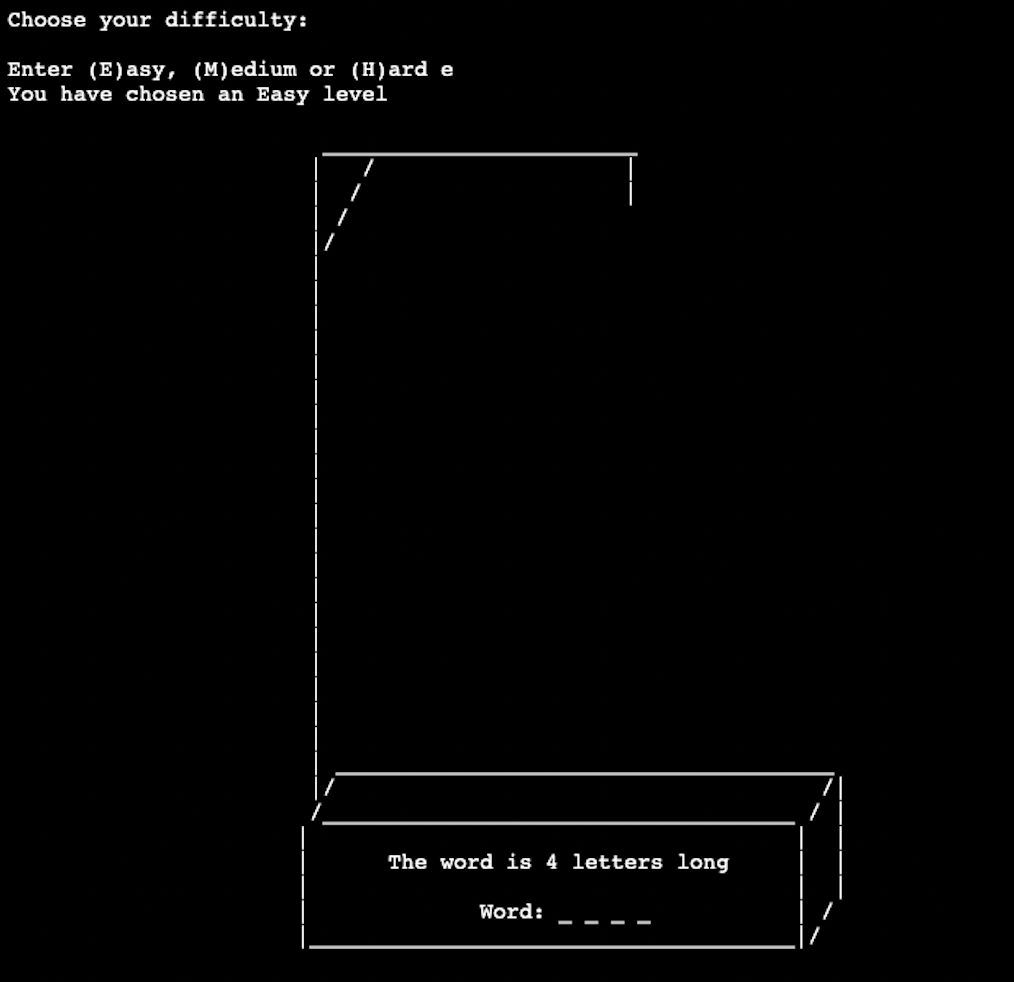 Choose your difficulty:
Enter (E)asy, (M)edium or (H)ard e
You have chosen an Easy level
The word is 4 letters long
Word: _ _ _ _